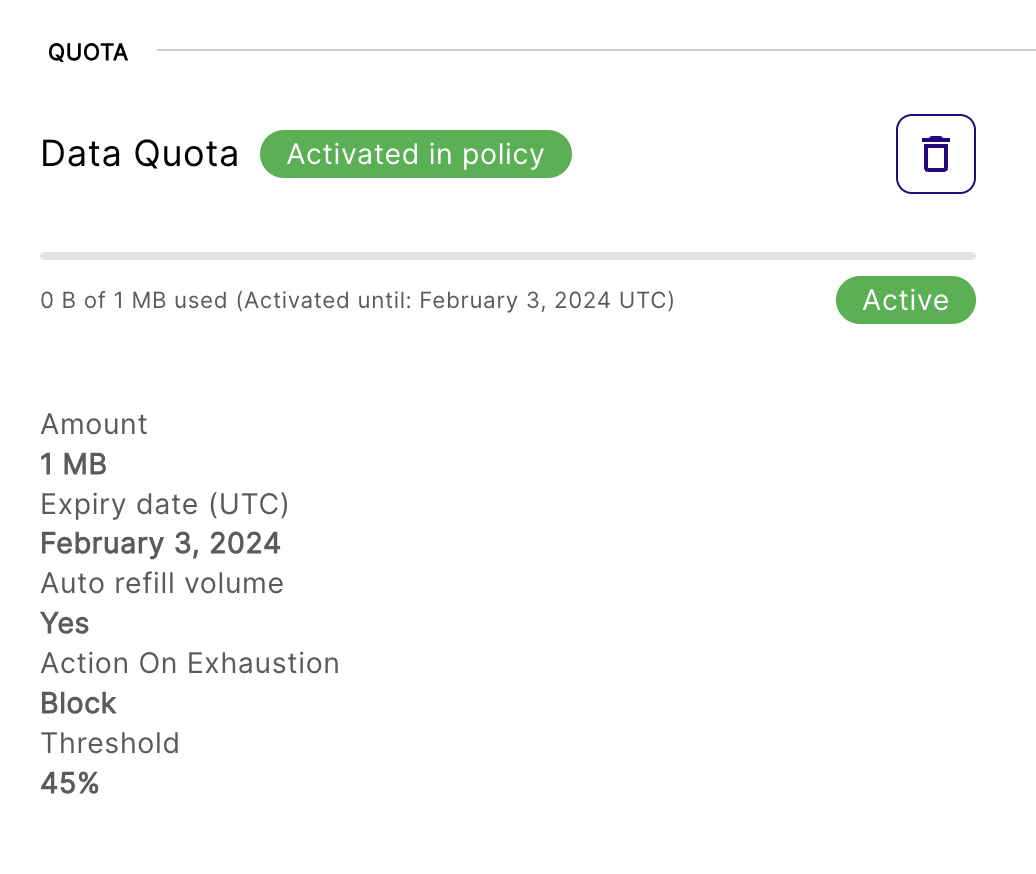 QUOTA
Data Quota Activated in policy
0 B of 1 MB used (Activated until: February 3, 2024 UTC) Active
Amount
1 MB
Expiry date (UTC)
February 3, 2024
Auto refill volume
Yes
Action On Exhaustion
Block
Threshold
45%